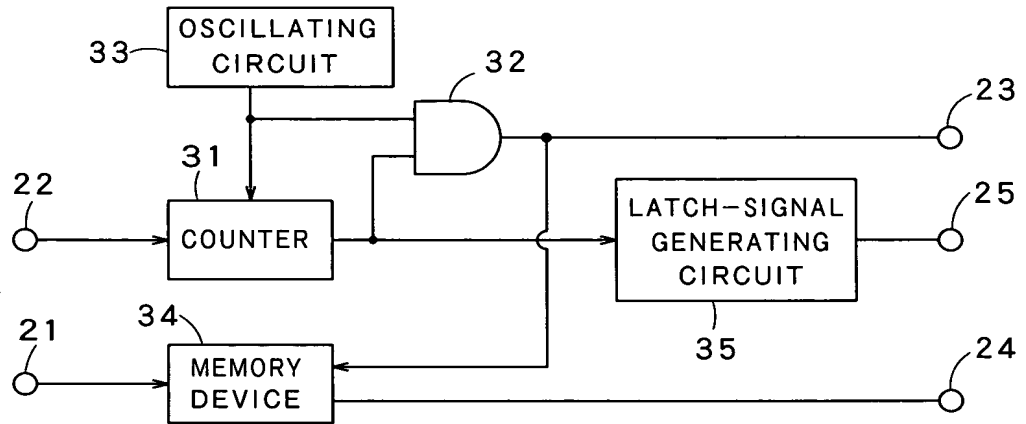 OSCILLATING
CIRCUIT
33
32
23
31
22
COUNTER
LATCH-SIGNAL
GENERATING
CIRCUIT
25
35
21
34
MEMORY
DEVICE
24